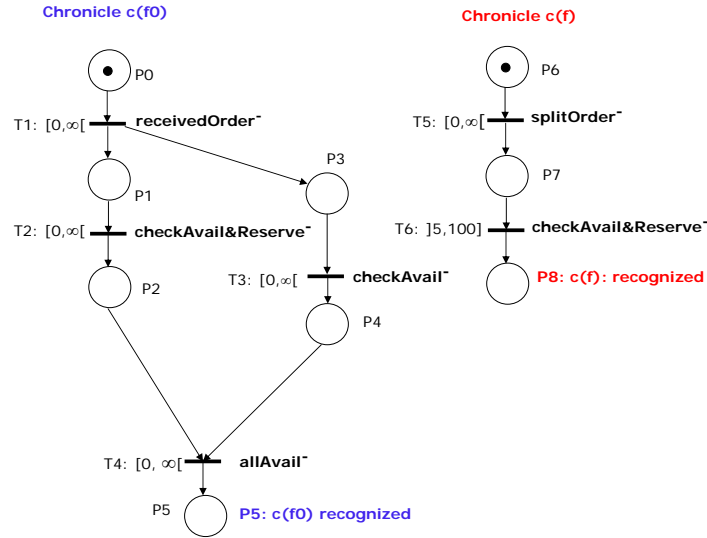 Chronicle c(f0)
Chronicle c(f)
P0
P6
T1: [0,∞[ receivedOrder-
T5: [0,∞[ splitOrder-
P3
P1
P7
T2: [0,∞[ checkAvail&Reserve-
T6: ]5,100] checkAvail&Reserve-
P2
T3: [0,∞[ checkAvail-
P8: c(f): recognized
P4
T4: [0, ∞[ allAvail-
P5
P5: c(f0) recognized